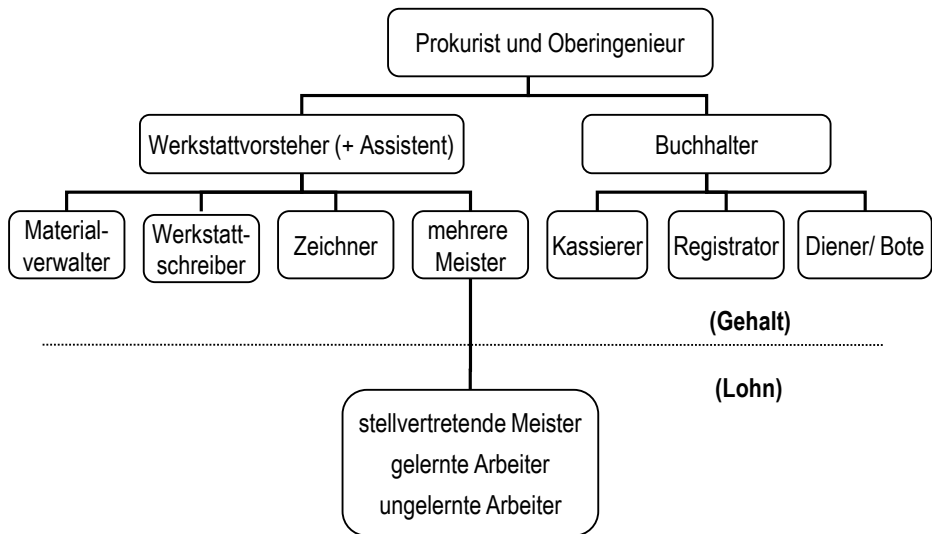 Prokurist und Oberingenieur
Werkstattvorsteher (+ Assistent)
Buchhalter
Material-
verwalter
Werkstatt-
schreiber
Zeichner
mehrere
Meister
Kassierer
Registrator
Diener/ Bote
(Gehalt)
(Lohn)
stellvertretende Meister
gelernte Arbeiter
ungelernte Arbeiter